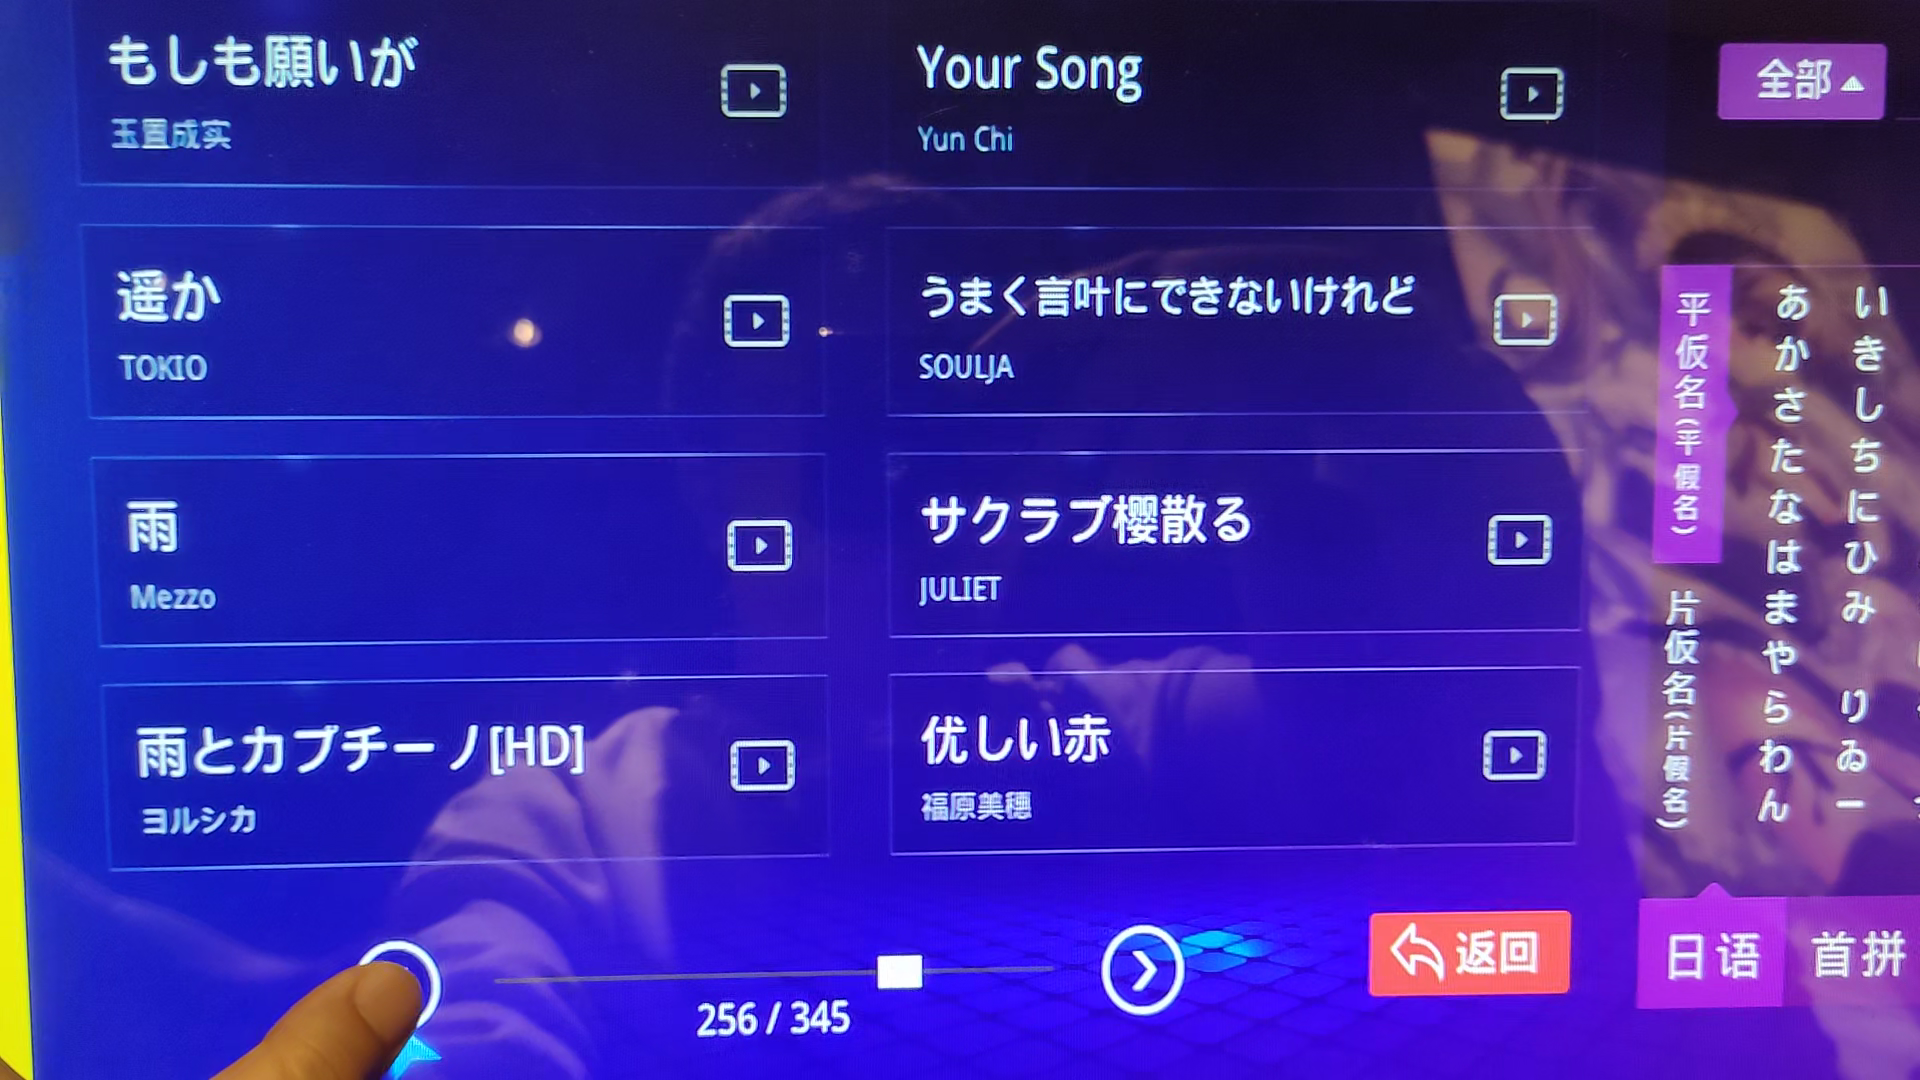 もしも願いが
玉置成实
Your Song
Yun Chi
遥か
TOKIO
うまく言叶にできないけれど
SOULJA
雨
Mezzo
サクラブ櫻散る
JULIET
雨とカプチーノ[HD]
ヨルシカ
优しい赤
福原美穗
256 / 345
返回
全部
平仮名(平假名)
片仮名(片假名)
あかさたなはまやらわん
いきしちにひみ りゐー
日语
首拼